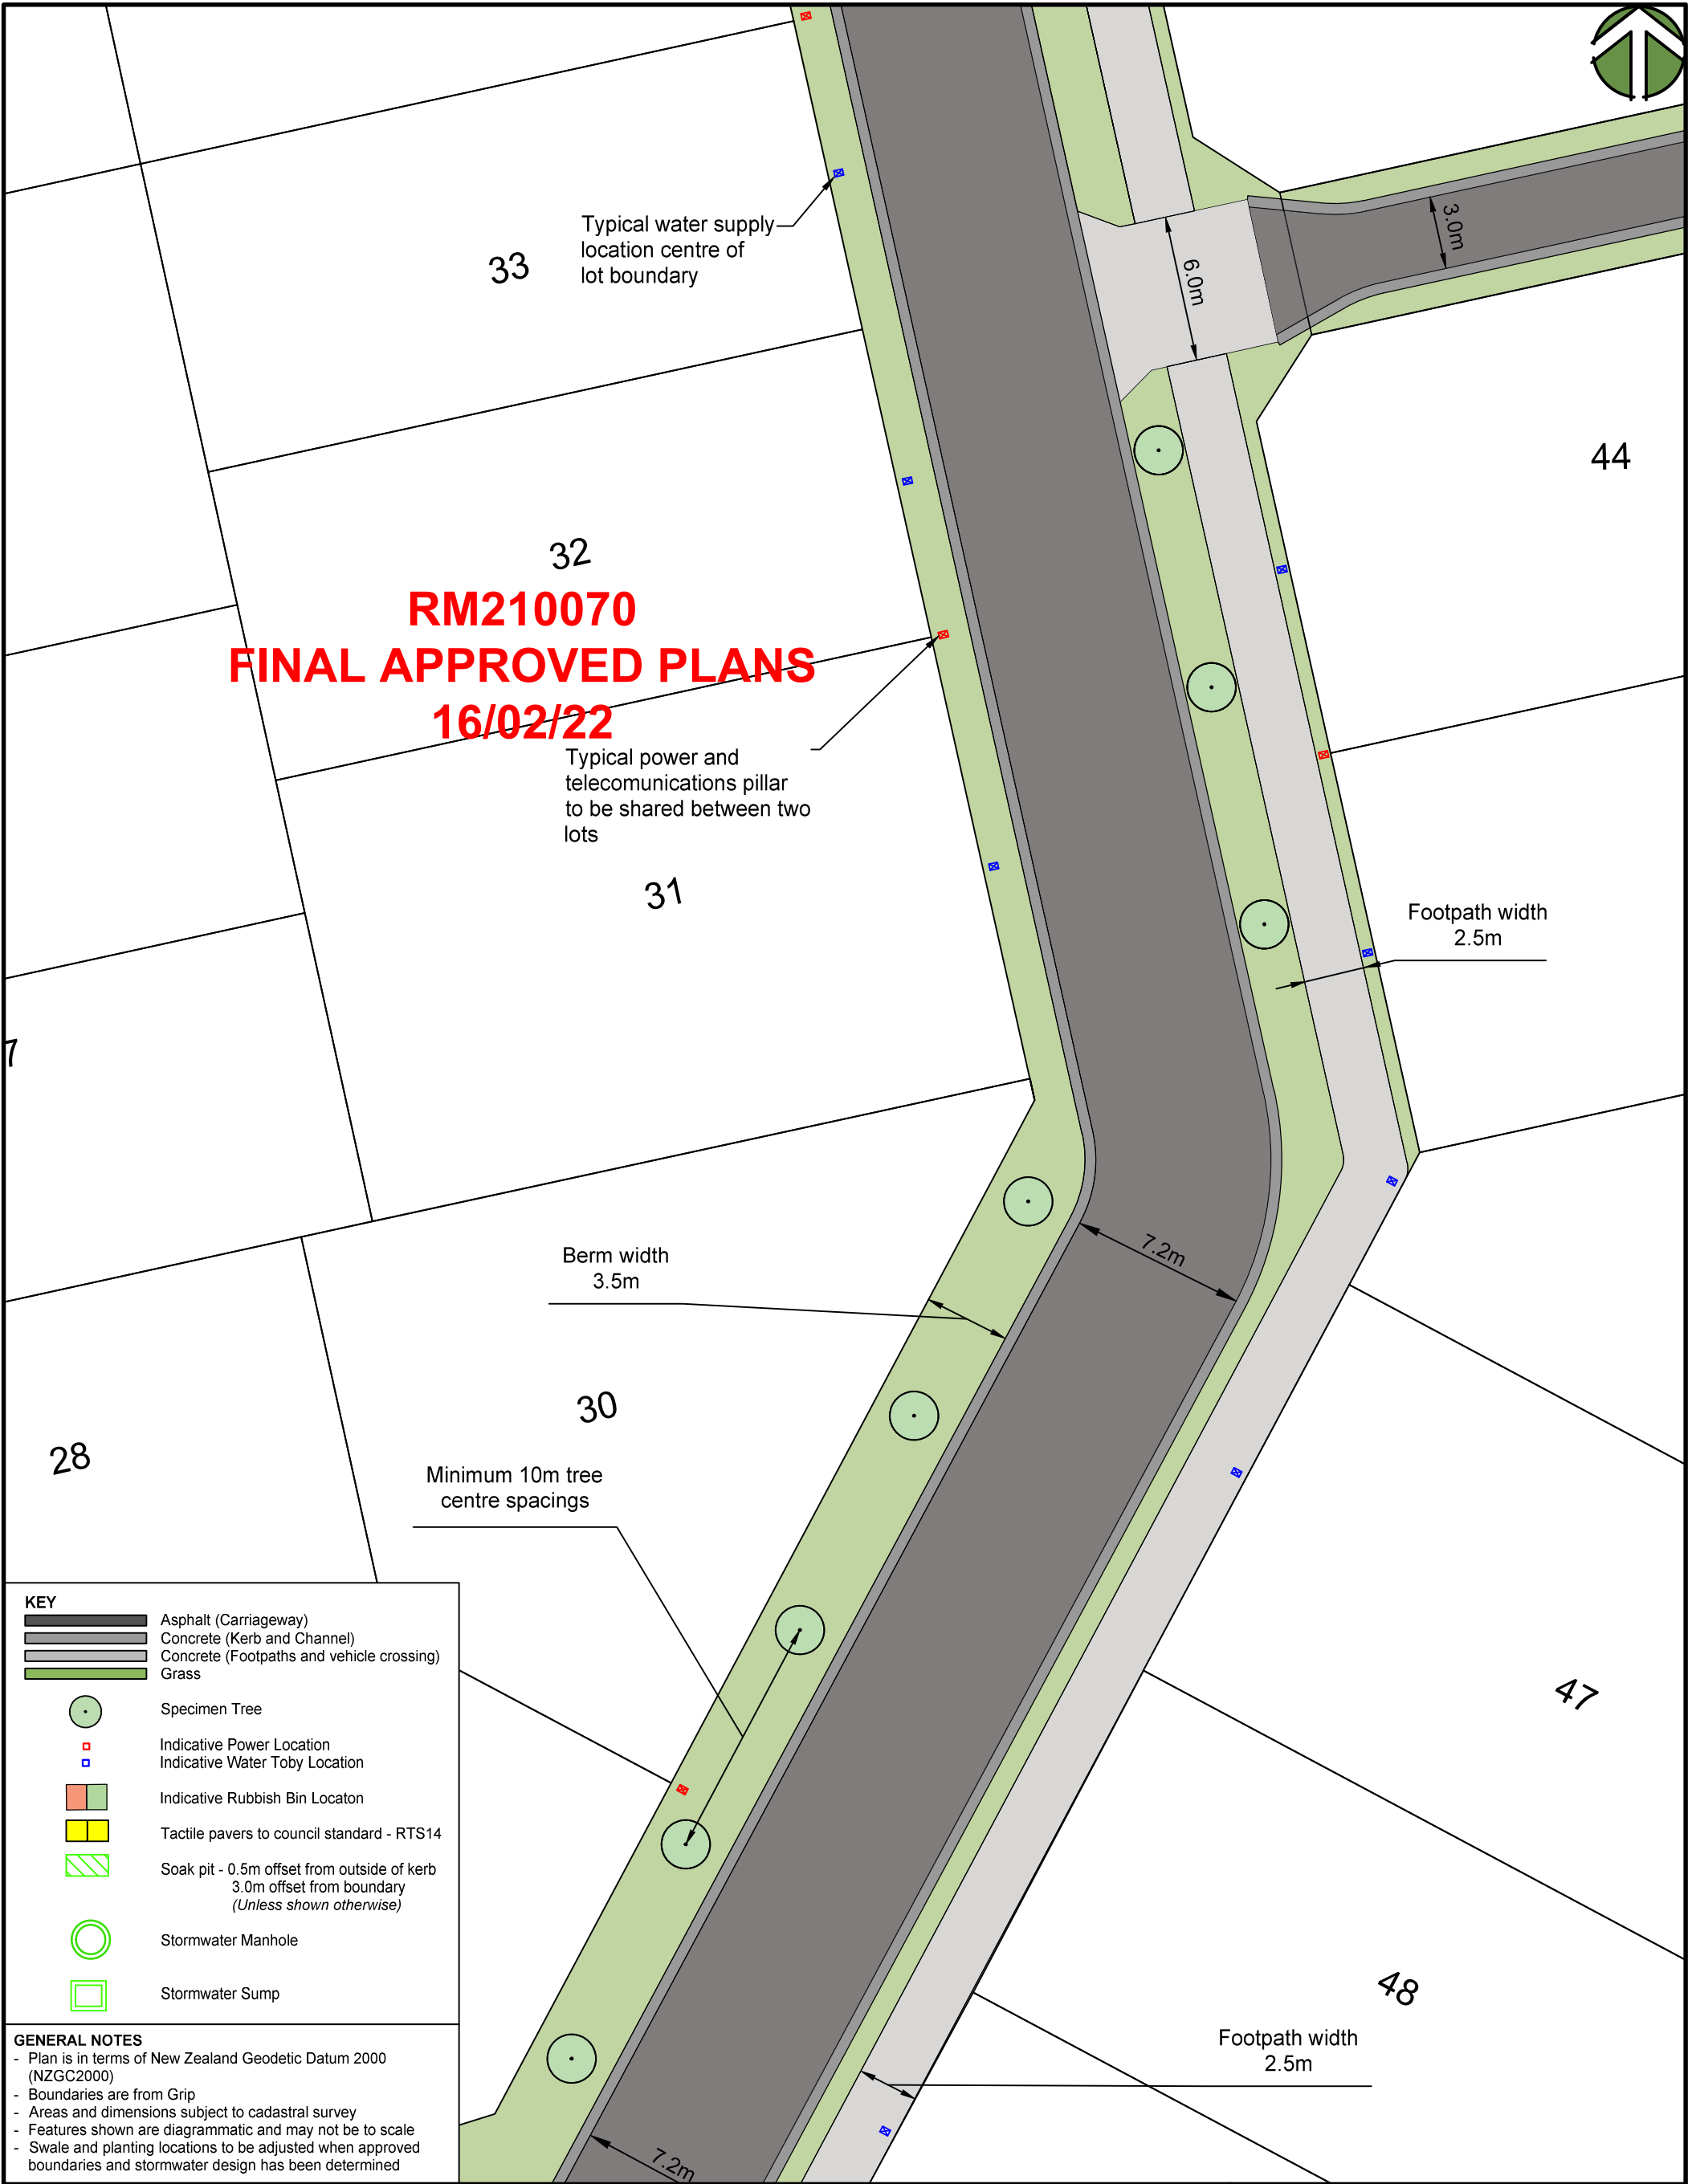 Typical water supply
location centre of
lot boundary
33
3.0m
6.0m
44
32
RM210070
FINAL APPROVED PLANS
16/02/22
Typical power and
telecomunications pillar
to be shared between two
lots
31
Footpath width
2.5m
7
7.2m
Berm width
3.5m
30
28
Minimum 10m tree
centre spacings
47
48
Footpath width
2.5m
7.2m
KEY
Asphalt (Carriageway)
Concrete (Kerb and Channel)
Concrete (Footpaths and vehicle crossing)
Grass
Specimen Tree
Indicative Power Location
Indicative Water Toby Location
Indicative Rubbish Bin Locaton
Tactile pavers to council standard - RTS14
Soak pit - 0.5m offset from outside of kerb
3.0m offset from boundary
(Unless shown otherwise)
Stormwater Manhole
Stormwater Sump
GENERAL NOTES
- Plan is in terms of New Zealand Geodetic Datum 2000
(NZGC2000)
- Boundaries are from Grip
- Areas and dimensions subject to cadastral survey
- Features shown are diagrammatic and may not be to scale
- Swale and planting locations to be adjusted when approved
boundaries and stormwater design has been determined